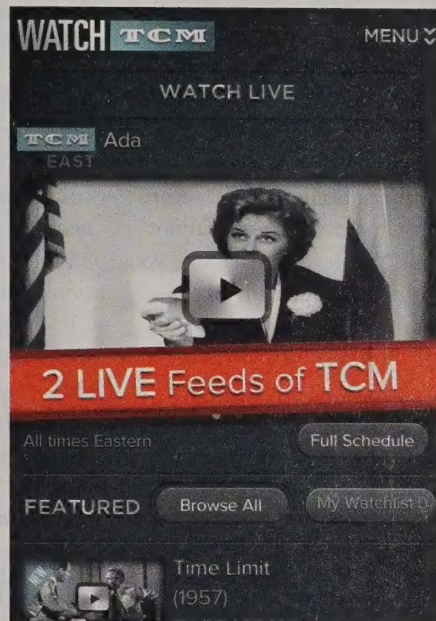 WATCH TCM
MENU
WATCH LIVE
TCM Ada
EAST
2 LIVE Feeds of TCM
All times Eastern
Full Schedule
FEATURED
Browse All
My Watchlist
Time Limit
(1957)